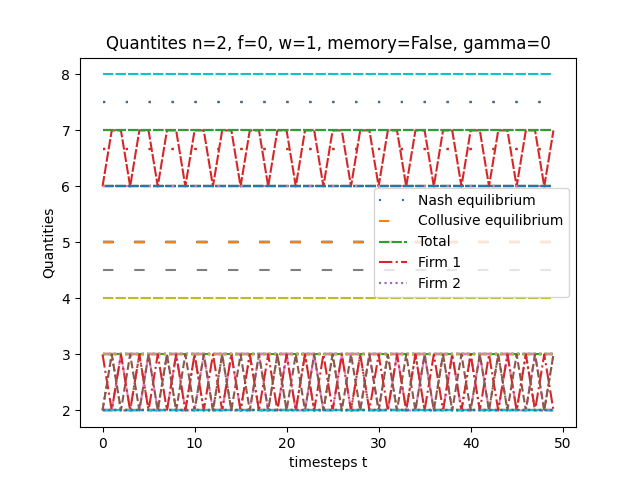 Quantites n=2, f=0, w=1, memory=False, gamma=0
8
7
6
5
4
3
2
Quantities
Nash equilibrium
Collusive equilibrium
Total
Firm 1
Firm 2
0 10 20 30 40 50
timesteps t